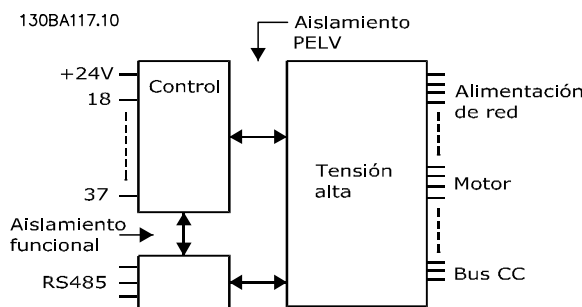 130BA117.10
Aislamiento
PELV
+24V
18
37
Control
Tensión
alta
Alimentación
de red
Motor
Bus CC
Aislamiento
funcional
RS485